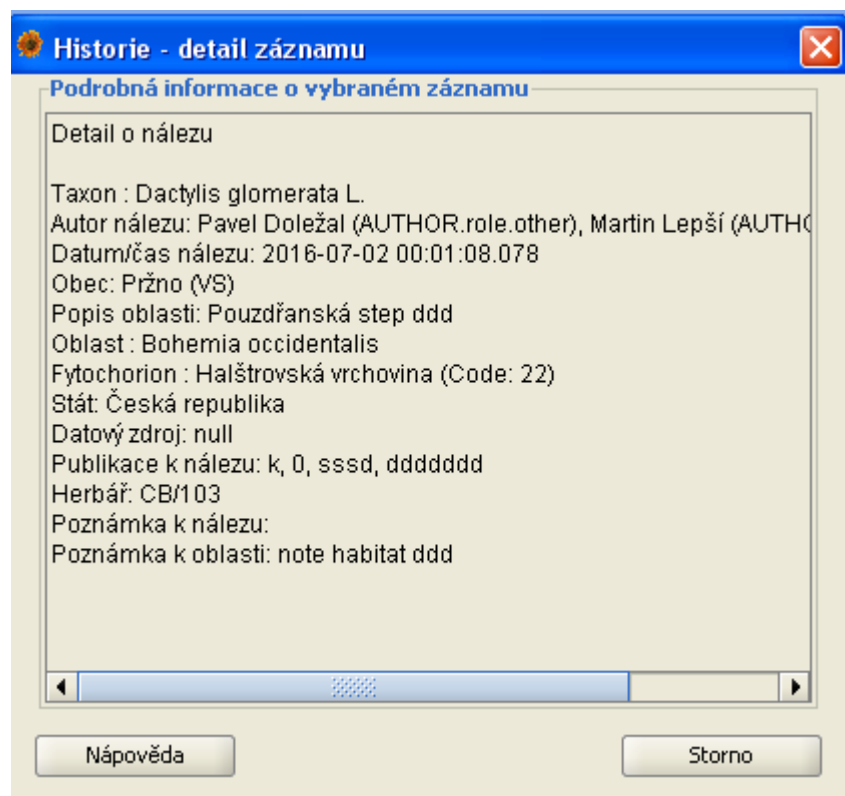 Historie - detail záznamu
Podrobná informace o vybraném záznamu
Detail o nálezu
Taxon : Dactylis glomerata L.
Autor nálezu: Pavel Doležal (AUTHOR.role.other), Martin Lepší (AUTHO
Datum/čas nálezu: 2016-07-02 00:01:08.078
Obec: Pržno (VS)
Popis oblasti: Pouzdřanská step ddd
Oblast : Bohemia occidentalis
Fytochorion : Halštrovská vrchovina (Code: 22)
Stát: Česká republika
Datový zdroj: null
Publikace k nálezu: k, 0, sssd, ddddddd
Herbář: CB/103
Poznámka k nálezu:
Poznámka k oblasti: note habitat ddd
Nápověda
Storno